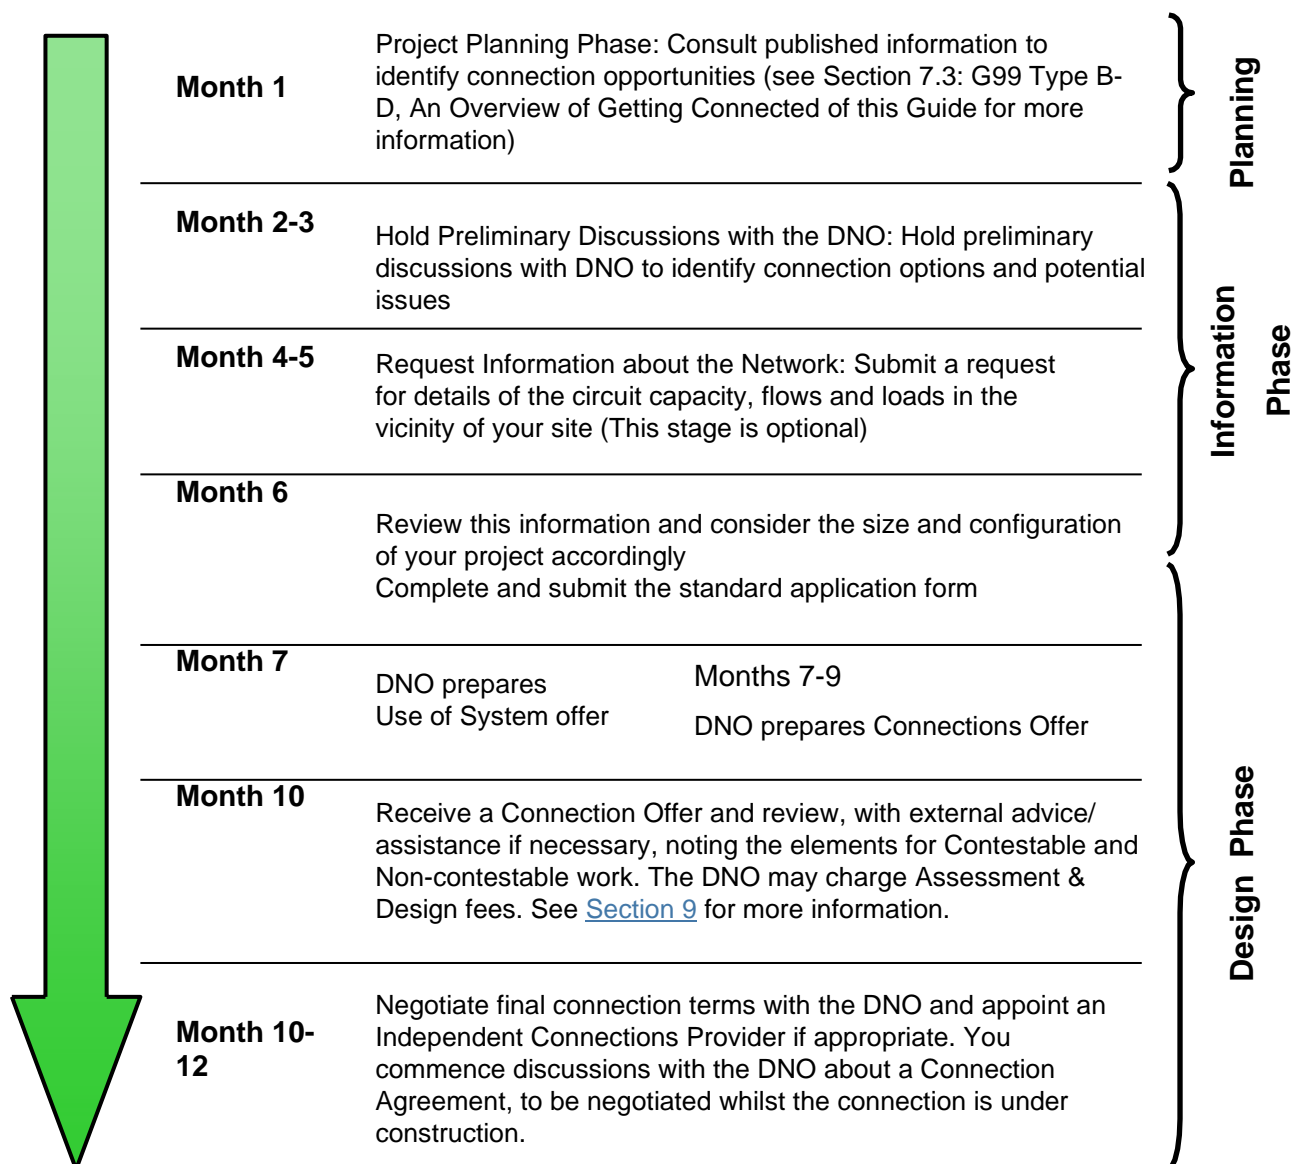 Month 1
Project Planning Phase: Consult published information to
identify connection opportunities (see Section 7.3: G99 Type B-
D, An Overview of Getting Connected of this Guide for more
information)
Planning
Month 2-3
Hold Preliminary Discussions with the DNO: Hold preliminary
discussions with DNO to identify connection options and potential
issues
Month 4-5
Request Information about the Network: Submit a request
for details of the circuit capacity, flows and loads in the
vicinity of your site (This stage is optional)
Information
Phase
Month 6
Review this information and consider the size and configuration
of your project accordingly
Complete and submit the standard application form
Month 7
DNO prepares
Use of System offer
Months 7-9
DNO prepares Connections Offer
Month 10
Receive a Connection Offer and review, with external advice/
assistance if necessary, noting the elements for Contestable and
Non-contestable work. The DNO may charge Assessment &
Design fees. See Section 9 for more information.
Design Phase
Month 10-
12
Negotiate final connection terms with the DNO and appoint an
Independent Connections Provider if appropriate. You
commence discussions with the DNO about a Connection
Agreement, to be negotiated whilst the connection is under
construction.